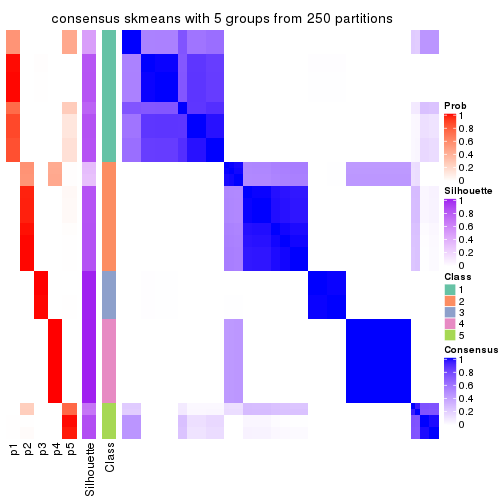 consensus skmeans with 5 groups from 250 partitions
Prob
1
0.8
0.6
0.4
0.2
0
Silhouette
1
0.8
0.6
0.4
0.2
0
Class
1
2
3
4
5
Consensus
1
0.8
0.6
0.4
0.2
0
p1
p2
p3
p4
p5
Silhouette
Class